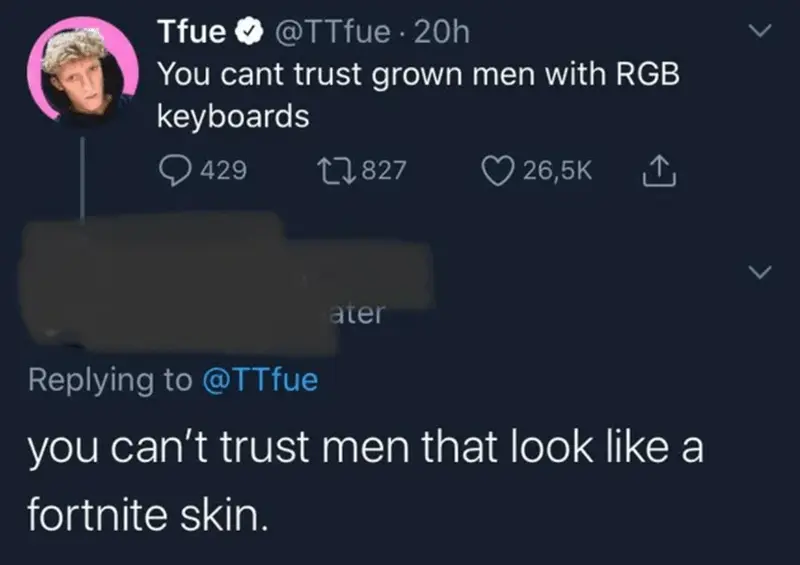 Tfue @TTfue · 20h
You cant trust grown men with RGB
keyboards
429 827 26,5K
ater
Replying to @TTfue
you can't trust men that look like a
fortnite skin.